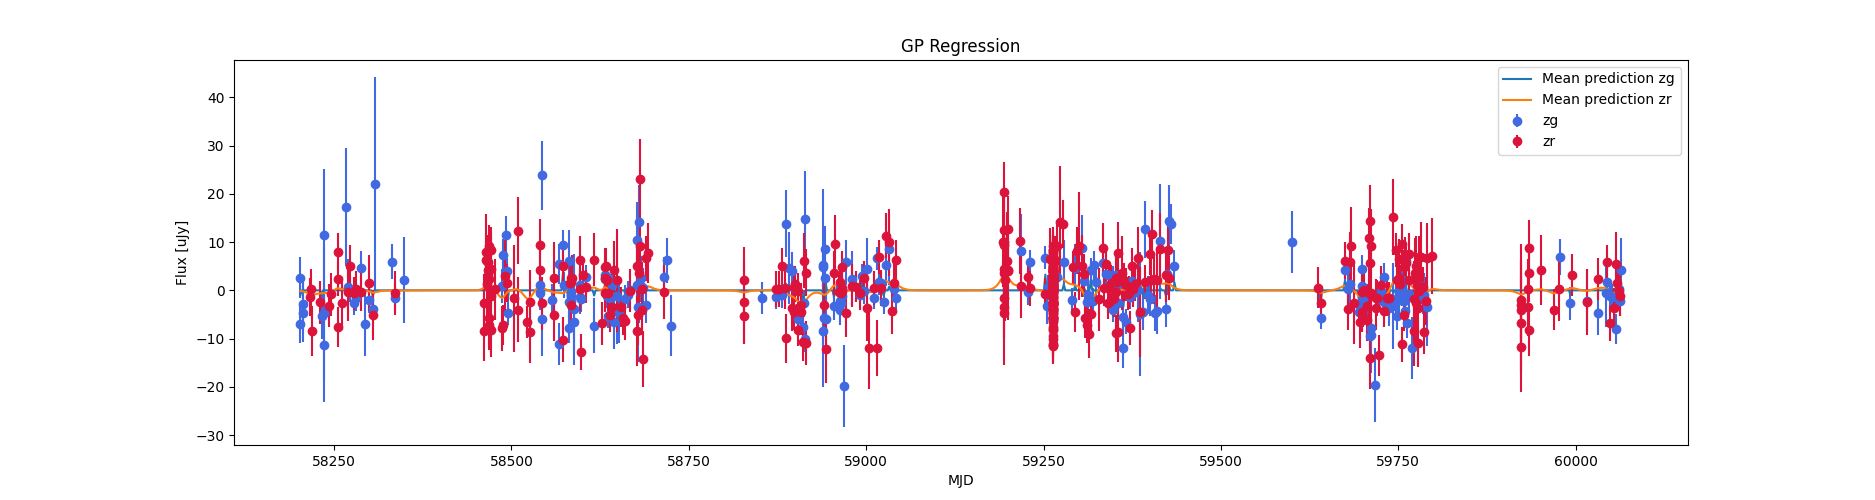 GP Regression
Mean prediction zg
Mean prediction zr
zg
zr
Flux [uJy]
40
30
20
10
0
−10
−20
−30
58250 58500 58750 59000 59250 59500 59750 60000
MJD